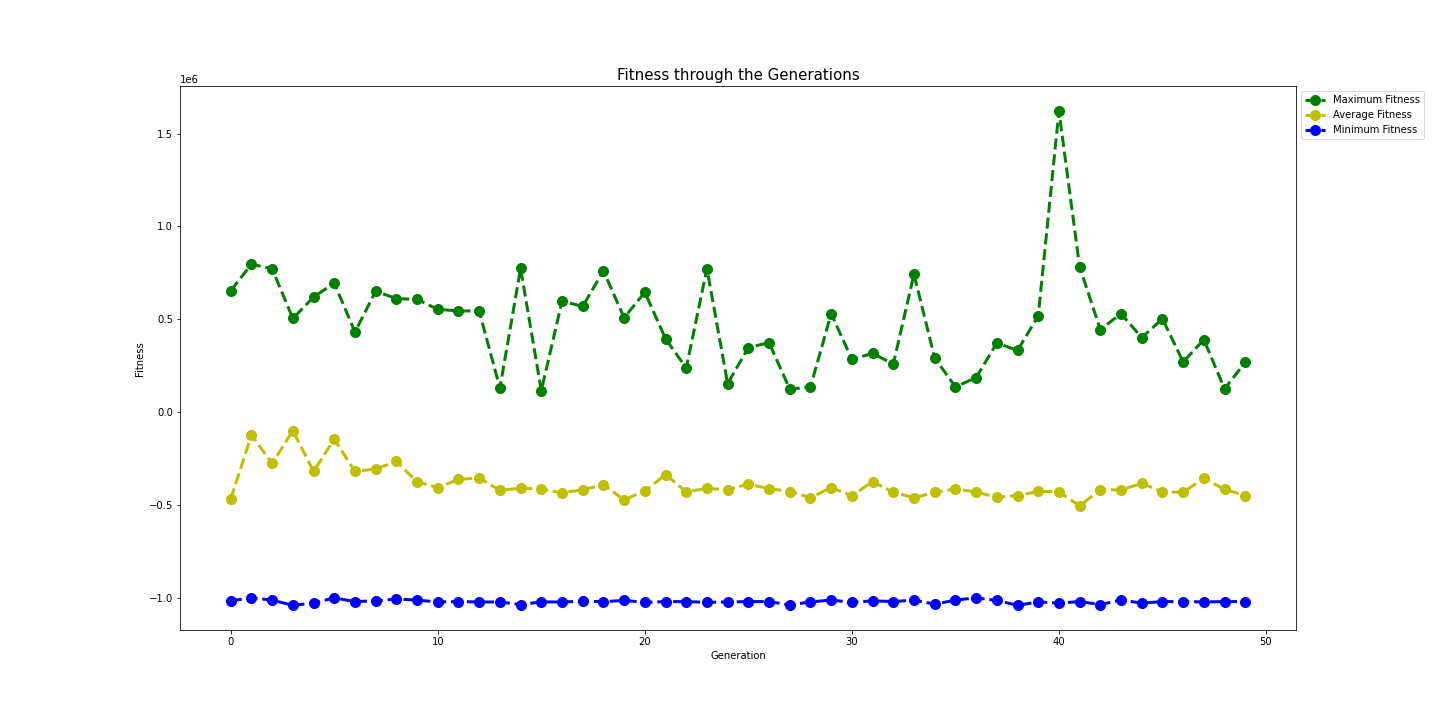 Fitness through the Generations
1e6
Maximum Fitness
Average Fitness
Minimum Fitness
1.5
1.0
0.5
0.0
−0.5
−1.0
Fitness
0 10 20 30 40 50
Generation